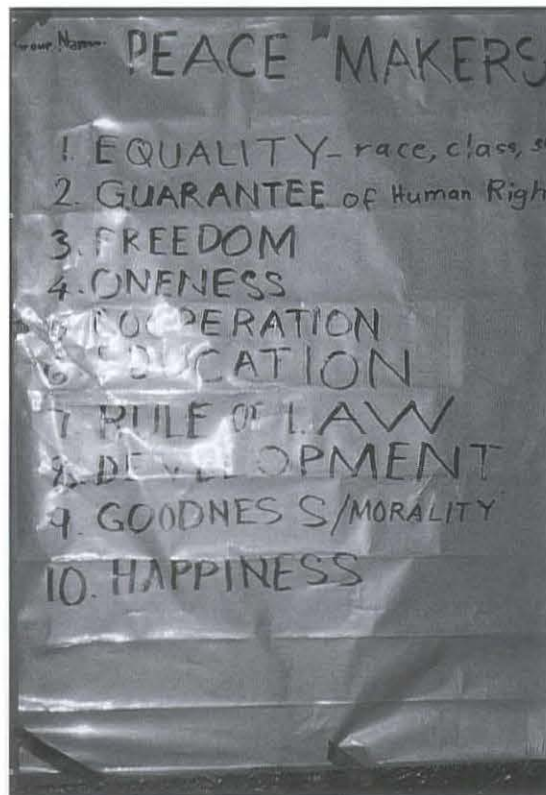 Your Name
PEACE MAKERS
1. EQUALITY - race, class,
2. GUARANTEE of Human Righ
3. FREEDOM
4. ONENESS
5 COOPERATION
6 EDUCATION
7 RULE OF LAW
8. DEVELOPMENT
9. GOODNESS/MORALITY
10. HAPPINESS